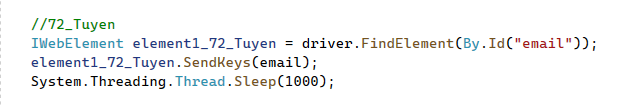 //72_Tuyen
IWebElement element1_72_Tuyen = driver.FindElement(By.Id("email"));
element1_72_Tuyen.SendKeys(email);
System.Threading.Thread.Sleep(1000);